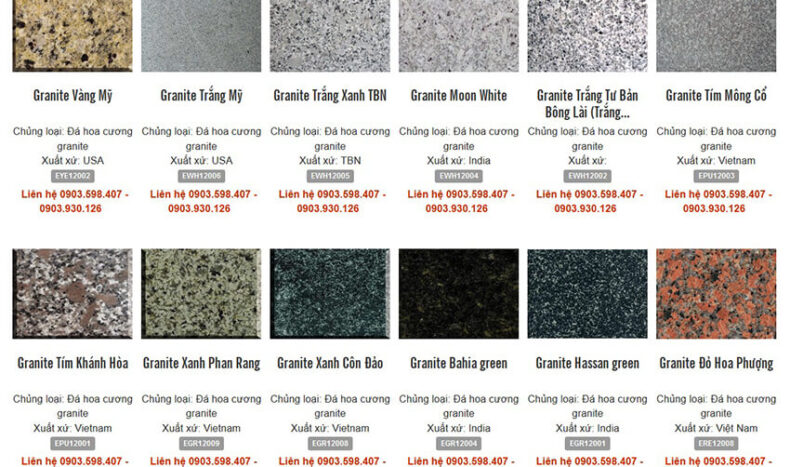 Granite Vàng Mỹ
Chủng loại: Đá hoa cương
granite
Xuất xứ: USA
EYE12002
Liên hệ 0903.598.407 -
0903.930.126
Granite Trắng Mỹ
Chủng loại: Đá hoa cương
granite
Xuất xứ: USA
EWH12006
Liên hệ 0903.598.407 -
0903.930.126
Granite Trắng Xanh TBN
Chủng loại: Đá hoa cương
granite
Xuất xứ: TBN
EWH12005
Liên hệ 0903.598.407 -
0903.930.126
Granite Moon White
Chủng loại: Đá hoa cương
granite
Xuất xứ: India
EWH12004
Liên hệ 0903.598.407 -
0903.930.126
Granite Trắng Tư Bản
Bông Lài (Trắng...
Chủng loại: Đá hoa cương
granite
Xuất xứ:
EWH12002
Liên hệ 0903.598.407 -
0903.930.126
Granite Tím Mông Cổ
Chủng loại: Đá hoa cương
granite
Xuất xứ: Vietnam
EPU12003
Liên hệ 0903.598.407 -
0903.930.126
Granite Tím Khánh Hòa
Chủng loại: Đá hoa cương
granite
Xuất xứ: Vietnam
EPU12001
Liên hệ 0903.598.407 -
Granite Xanh Phan Rang
Chủng loại: Đá hoa cương
granite
Xuất xứ: Vietnam
EGR12009
Liên hệ 0903.598.407 -
Granite Xanh Côn Đảo
Chủng loại: Đá hoa cương
granite
Xuất xứ: Vietnam
EGR12008
Liên hệ 0903.598.407 -
Granite Bahia green
Chủng loại: Đá hoa cương
granite
Xuất xứ: India
EGR12004
Liên hệ 0903.598.407 -
Granite Hassan green
Chủng loại: Đá hoa cương
granite
Xuất xứ: India
EGR12001
Liên hệ 0903.598.407 -
Granite Đỏ Hoa Phượng
Chủng loại: Đá hoa cương
granite
Xuất xứ: Việt Nam
ERE12008
Liên hệ 0903.598.407 -